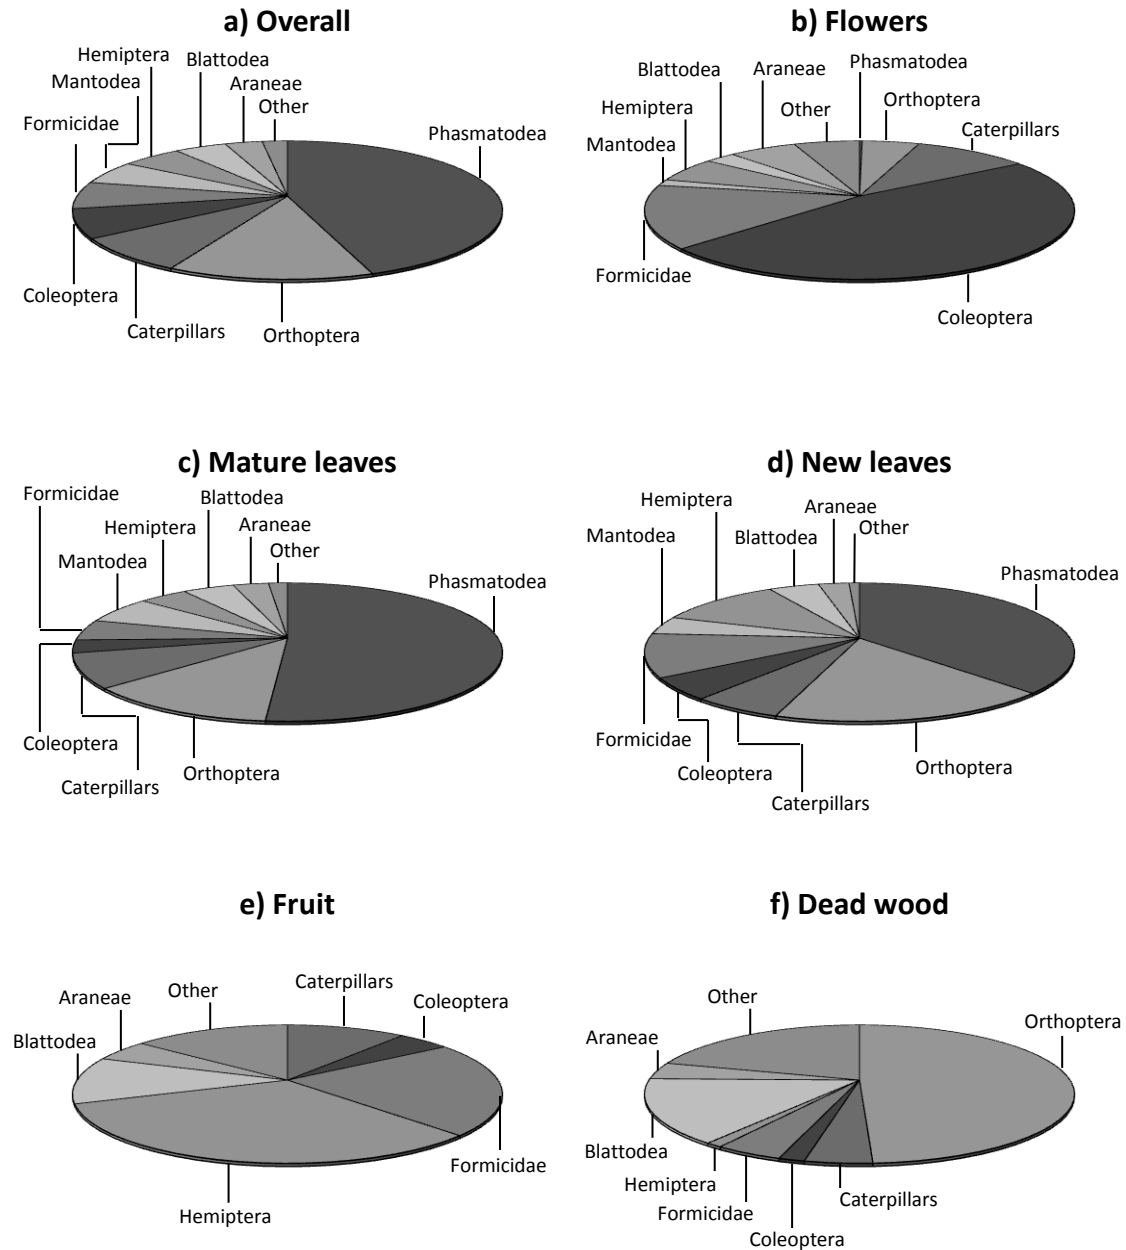 a) Overall
Hemiptera
Blattodea
Mantodea
Araneae
Other
Formicidae
Phasmatodea
Coleoptera
Caterpillars
Orthoptera
b) Flowers
Phasmatodea
Blattodea
Araneae
Orthoptera
Hemiptera
Other
Caterpillars
Mantodea
Formicidae
Coleoptera
c) Mature leaves
Formicidae
Blattodea
Hemiptera
Araneae
Other
Mantodea
Phasmatodea
Coleoptera
Orthoptera
Caterpillars
d) New leaves
Hemiptera
Araneae
Mantodea
Blattodea
Other
Phasmatodea
Formicidae
Coleoptera
Orthoptera
Caterpillars
e) Fruit
Caterpillars
Other
Araneae
Coleoptera
Blattodea
Formicidae
Hemiptera
f) Dead wood
Other
Orthoptera
Araneae
Blattodea
Hemiptera
Caterpillars
Formicidae
Coleoptera